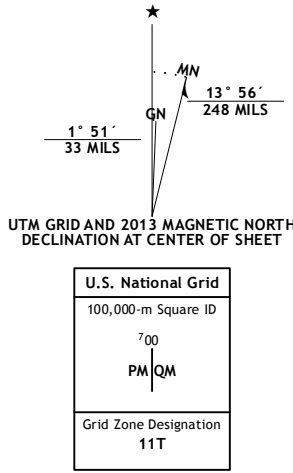 ★
MN
GN
13° 56´
248 MILS
1° 51´
33 MILS
UTM GRID AND 2013 MAGNETIC NORTH
DECLINATION AT CENTER OF SHEET
U.S. National Grid
100,000-m Square ID
⁷00
PM QM
Grid Zone Designation
11T